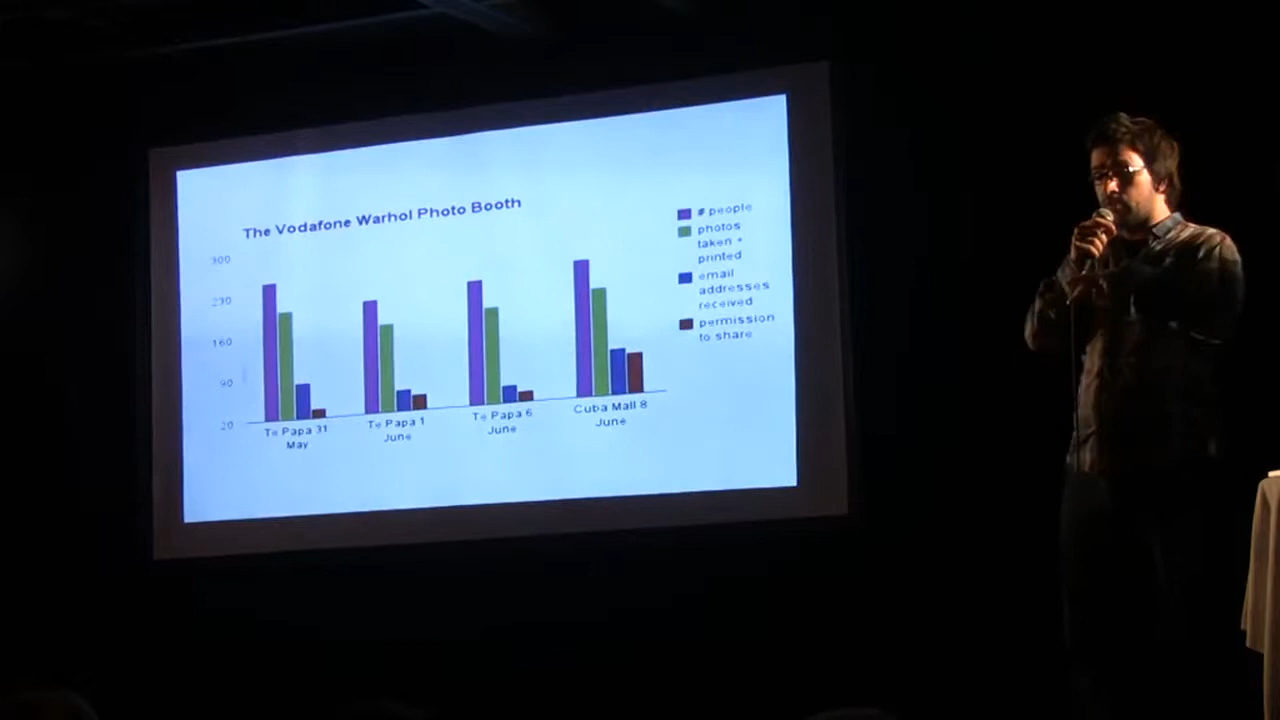 The Vodafone Warhol Photo Booth
300
230
160
90
20
Te Papa 31
May
Te Papa 1
June
Te Papa 6
June
Cuba Mall 8
June
# people
photos
taken +
printed
email
addresses
received
permission
to share